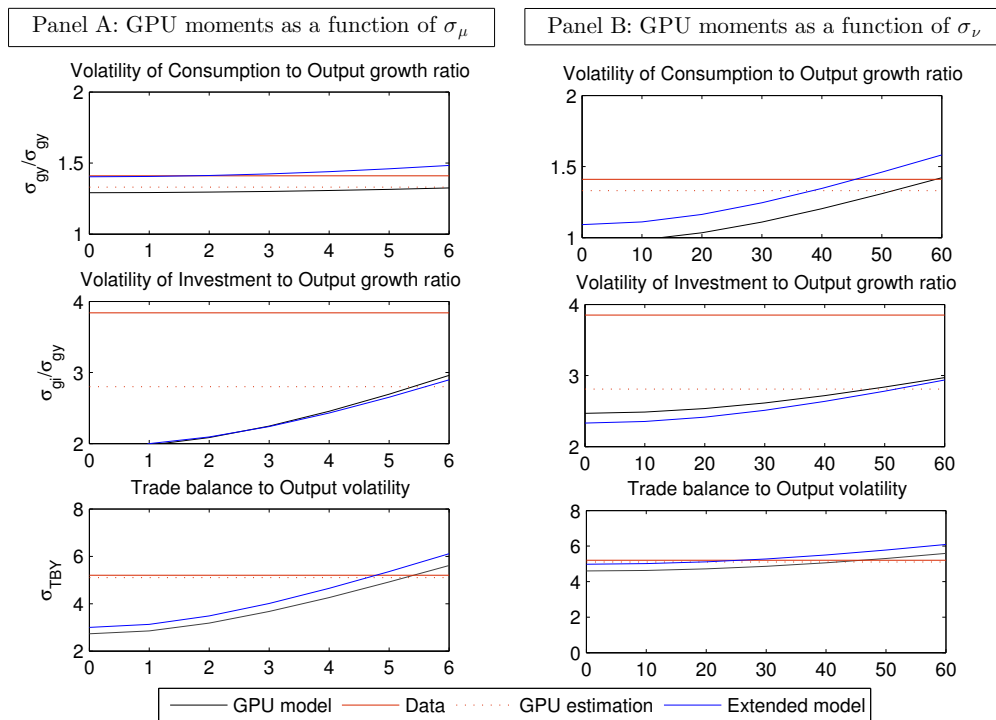 Panel A: GPU moments as a function of σμ
Volatility of Consumption to Output growth ratio
2
1.5
1
σgy/σgy
0 1 2 3 4 5 6
Volatility of Investment to Output growth ratio
4
3
2
σgi/σgy
0 1 2 3 4 5 6
Trade balance to Output volatility
8
6
4
2
σTBY
0 1 2 3 4 5 6
Panel B: GPU moments as a function of σν
Volatility of Consumption to Output growth ratio
2
1.5
1
0 10 20 30 40 50 60
Volatility of Investment to Output growth ratio
4
3
2
0 10 20 30 40 50 60
Trade balance to Output volatility
8
6
4
2
0
0 10 20 30 40 50 60
GPU model Data GPU estimation Extended model